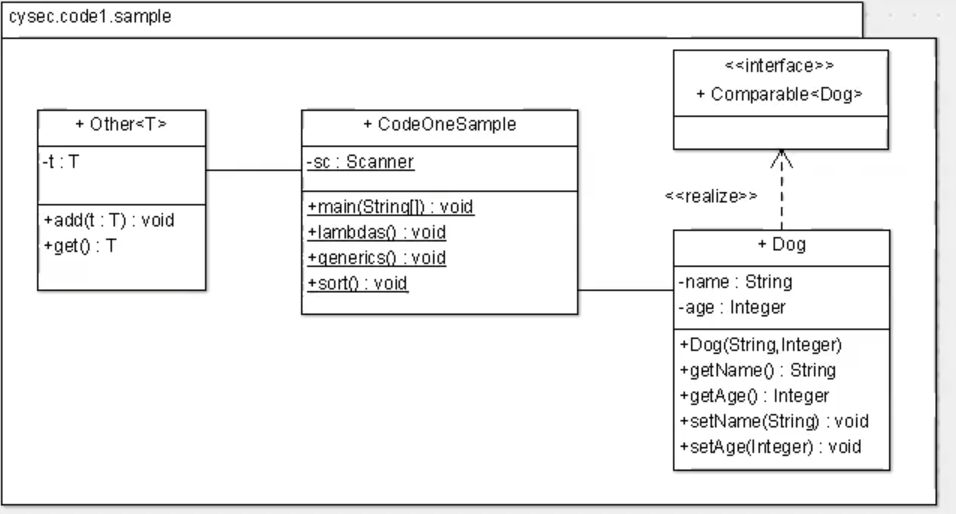 cysec.code1.sample
<<interface>>
+ Comparable<Dog>
+ Other<T>
-t : T
+add(t : T) : void
+get() : T
+ CodeOneSample
-sc : Scanner
+main(String[]) : void
+lambdas() : void
+generics() : void
+sort() : void
<<realize>>
+ Dog
-name : String
-age : Integer
+Dog(String,Integer)
+getName() : String
+getAge() : Integer
+setName(String) : void
+setAge(Integer) : void